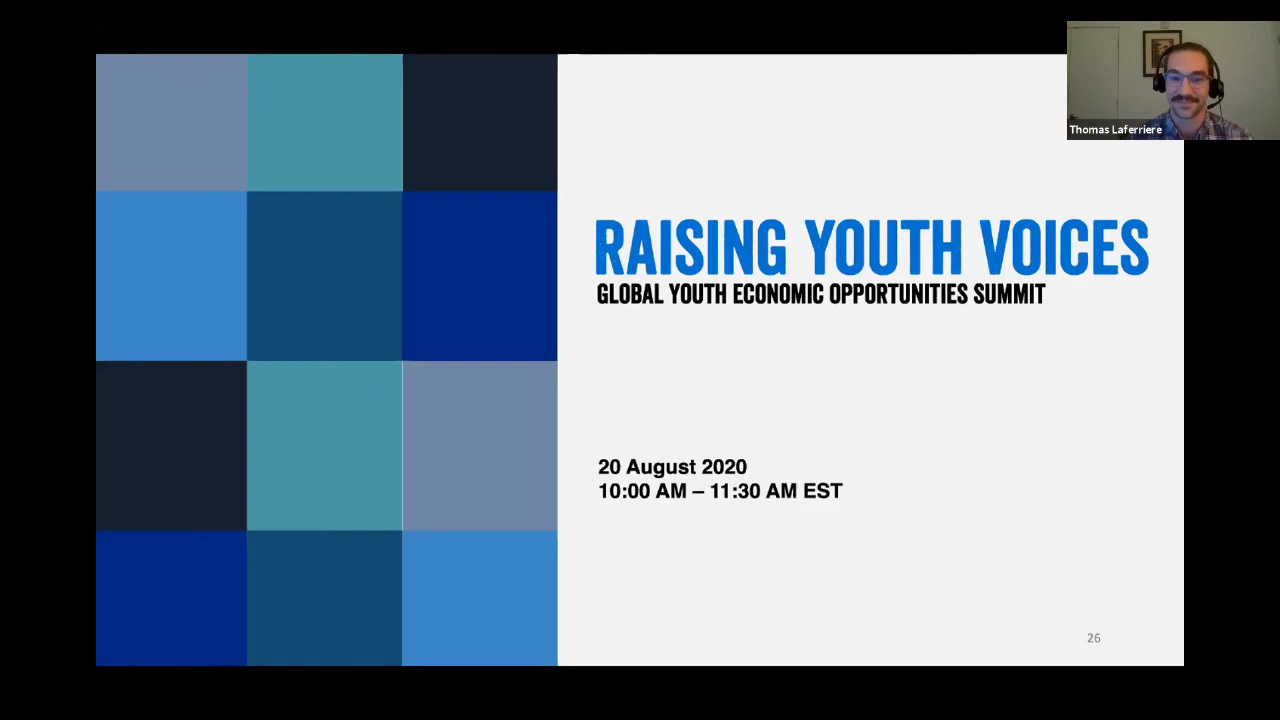 Thomas Laferriere
RAISING YOUTH VOICES
GLOBAL YOUTH ECONOMIC OPPORTUNITIES SUMMIT
20 August 2020
10:00 AM – 11:30 AM EST
26